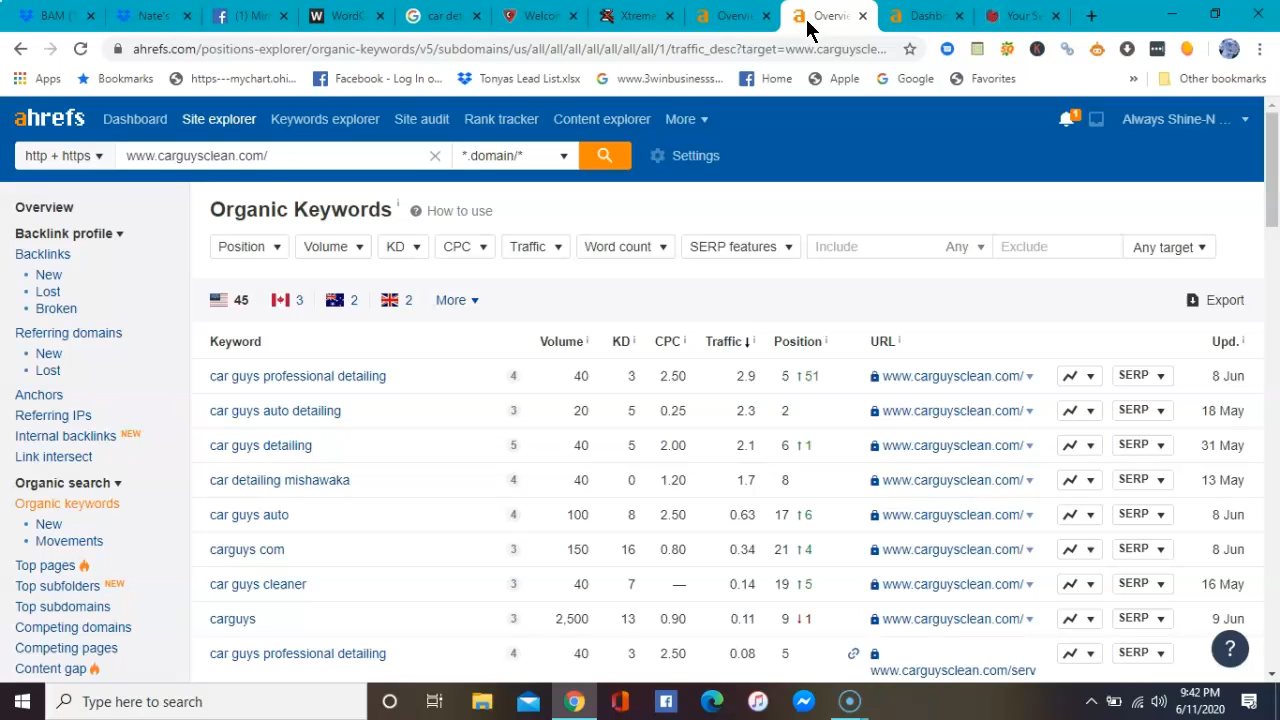 BAM (
Nate's
(1) Min
WordC
car det
Welcon
Xtreme
Overvie
Overvie
Dashbo
Your Se
ahrefs.com/positions-explorer/organic-keywords/v5/subdomains/us/all/all/all/all/all/all/all/1/traffic_desc?target=www.carguyscle...
Apps
Bookmarks
https---mychart.ohi...
Facebook - Log In o...
Tonyas Lead List.xlsx
www.3winbusinesss...
Home
Apple
Google
Favorites
»
Other bookmarks
ahrefs Dashboard Site explorer Keywords explorer Site audit Rank tracker Content explorer More 1 Always Shine-N ...
http + https www.carguysclean.com/ *.domain/* Settings
Overview
Backlink profile
Backlinks
• New
• Lost
• Broken
Referring domains
• New
• Lost
Anchors
Referring IPs
Internal backlinks NEW
Link intersect
Organic search
Organic keywords
• New
• Movements
Top pages
Top subfolders NEW
Top subdomains
Competing domains
Competing pages
Content gap
Organic Keywords i ? How to use
Position Volume KD CPC Traffic Word count SERP features Include Any Exclude Any target
45 3 2 2 More Export
Keyword Volume i KD i CPC i Traffic ↓ i Position i URL i Upd. i
car guys professional detailing 4 40 3 2.50 2.9 5 ↑51 www.carguysclean.com/ SERP 8 Jun
car guys auto detailing 3 20 5 0.25 2.3 2 www.carguysclean.com/ SERP 18 May
car guys detailing 5 40 5 2.00 2.1 6 ↑1 www.carguysclean.com/ SERP 31 May
car detailing mishawaka 4 40 0 1.20 1.7 8 www.carguysclean.com/ SERP 13 May
car guys auto 4 100 8 2.50 0.63 17 ↑6 www.carguysclean.com/ SERP 8 Jun
carguys com 3 150 16 0.80 0.34 21 ↑4 www.carguysclean.com/ SERP 8 Jun
car guys cleaner 3 40 7 — 0.14 19 ↑5 www.carguysclean.com/ SERP 16 May
carguys 3 2,500 13 0.90 0.11 9 ↓1 www.carguysclean.com/ SERP 9 Jun
car guys professional detailing 4 40 3 2.50 0.08 5 SERP
www.carguysclean.com/serv
?
Type here to search
9:42 PM
6/11/2020